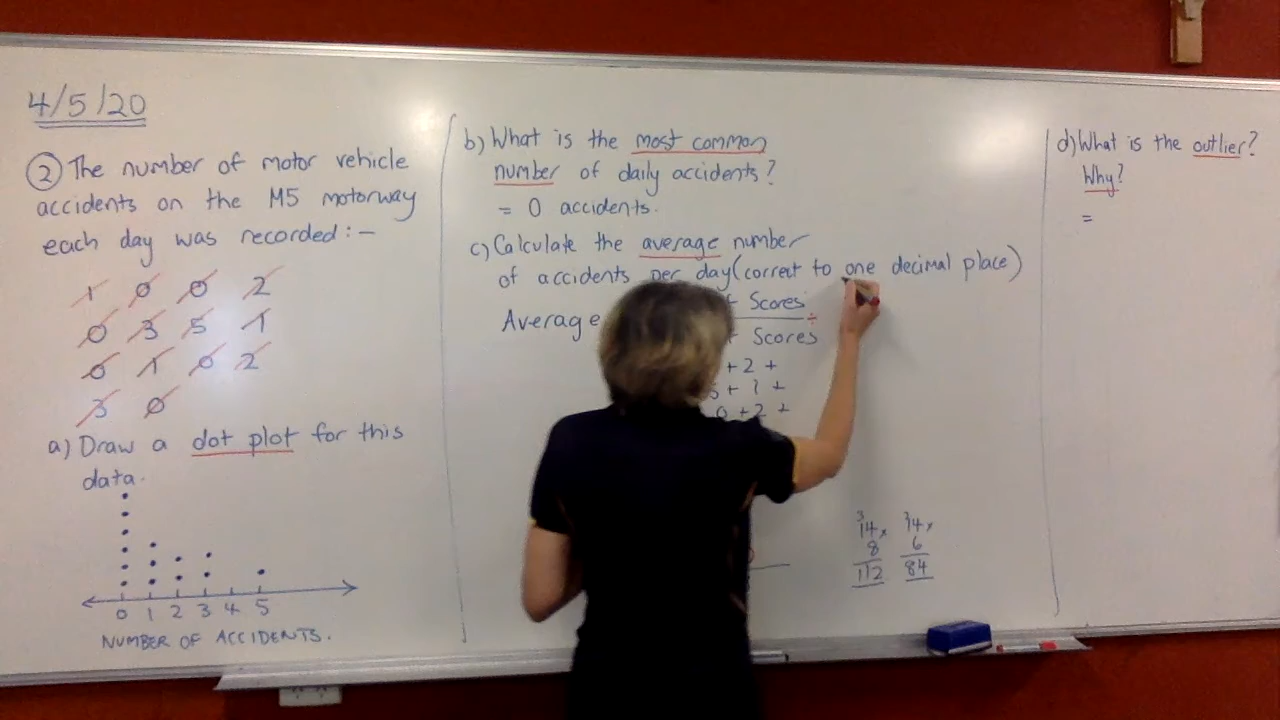 4/5/20
2 The number of motor vehicle
accidents on the M5 motorway
each day was recorded:-
1 0 0 2
0 3 5 1
0 1 0 2
3 0
a) Draw a dot plot for this
data.
0 1 2 3 4 5
NUMBER OF ACCIDENTS.
b) What is the most common
number of daily accidents?
= 0 accidents.
c) Calculate the average number
of accidents per day (correct to one decimal place)
Average
Scores ÷
Scores
+ 2 +
+ 1 +
0 + 2 +
3
14 x
8
112
14 x
6
84
d) What is the outlier?
Why?
=